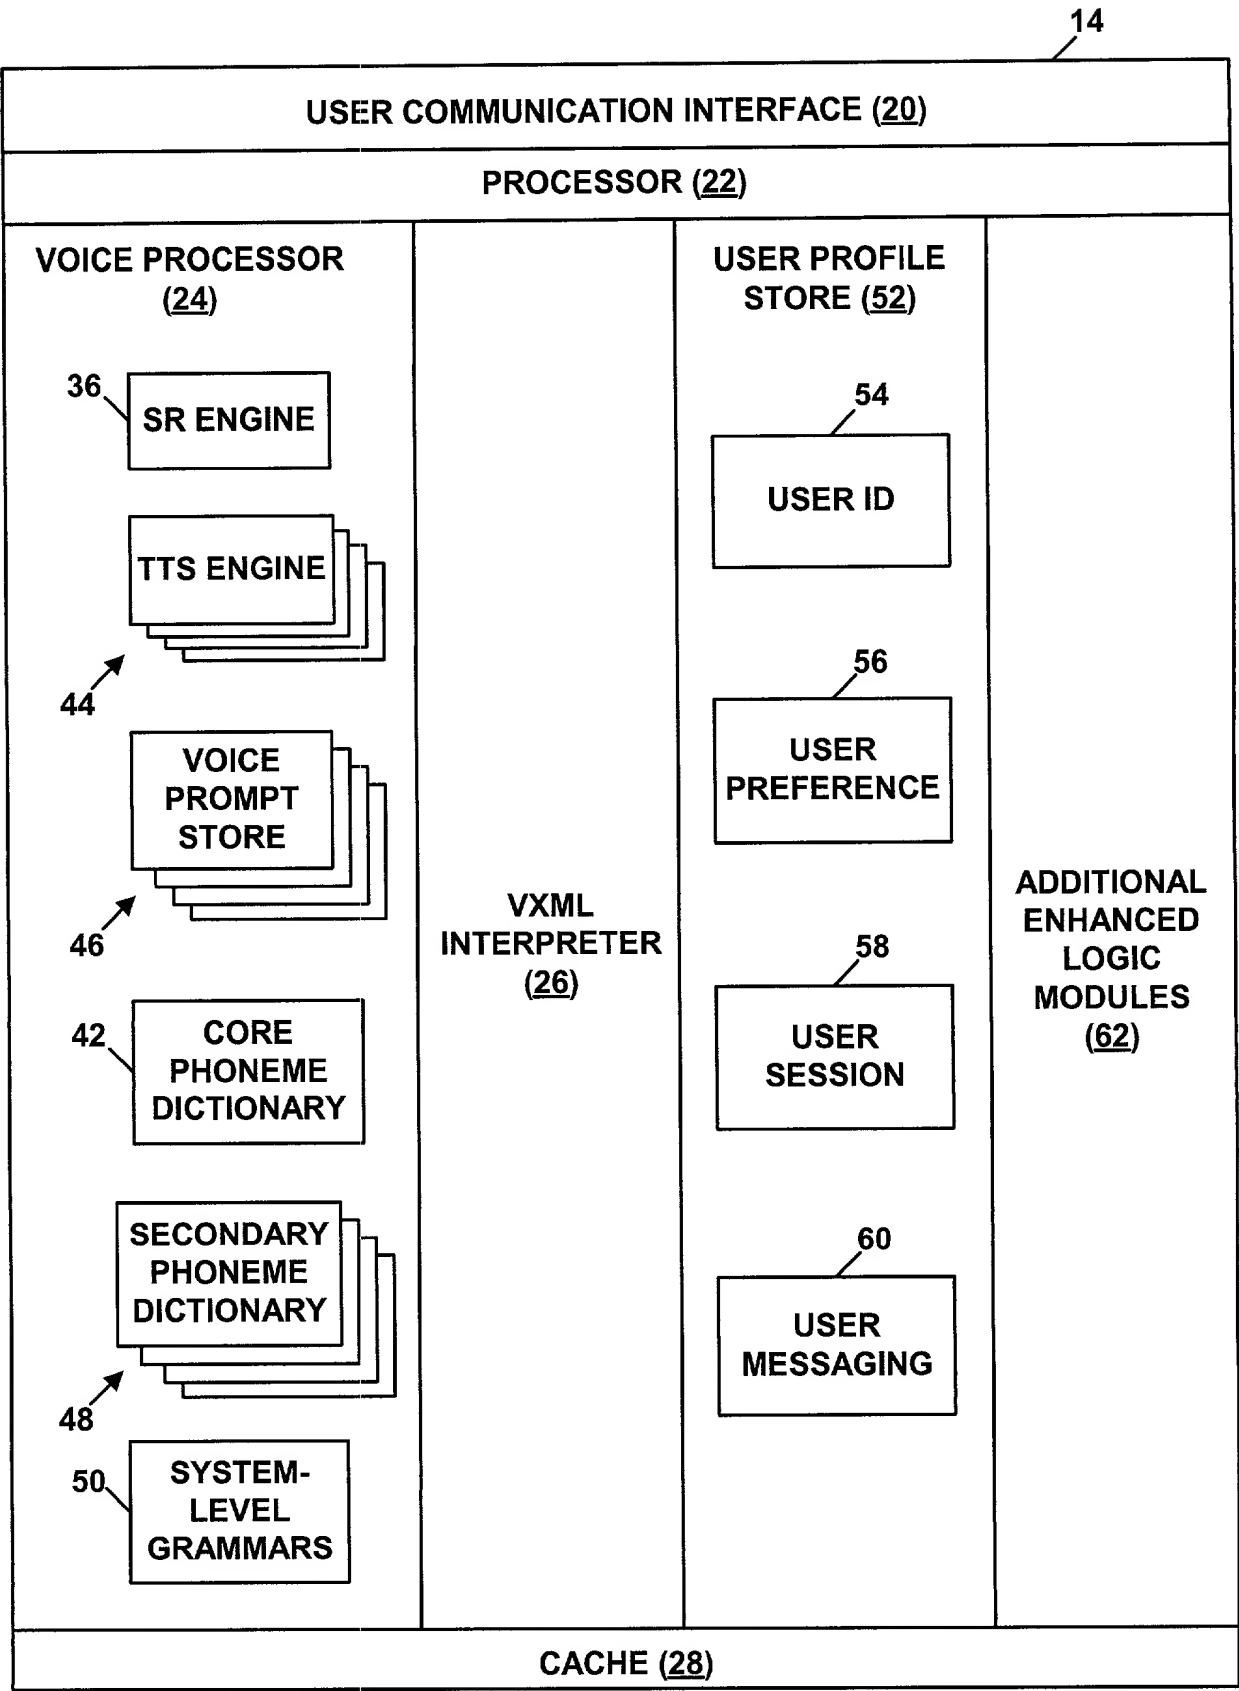 14
USER COMMUNICATION INTERFACE (20)
PROCESSOR (22)
VOICE PROCESSOR
(24)
36
SR ENGINE
TTS ENGINE
44
VOICE
PROMPT
STORE
46
42
CORE
PHONEME
DICTIONARY
SECONDARY
PHONEME
DICTIONARY
48
50
SYSTEM-
LEVEL
GRAMMARS
VXML
INTERPRETER
(26)
USER PROFILE
STORE (52)
54
USER ID
56
USER
PREFERENCE
58
USER
SESSION
60
USER
MESSAGING
ADDITIONAL
ENHANCED
LOGIC
MODULES
(62)
CACHE (28)